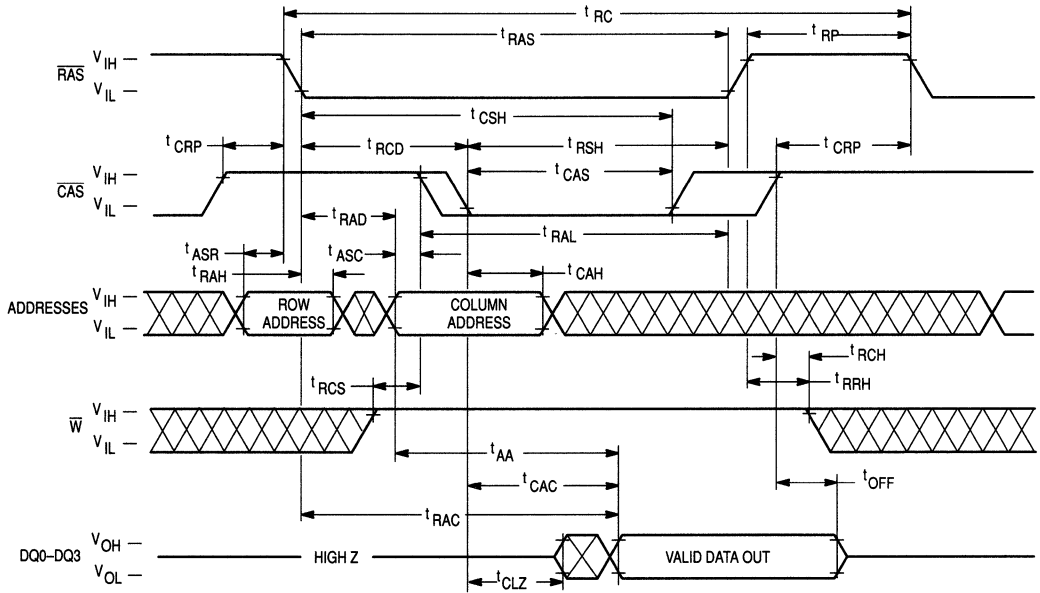 t RC
t RAS
t RP
RAS
V IH
V IL
t CSH
t CRP
t RCD
t RSH
t CRP
CAS
V IH
V IL
t CAS
t RAD
t RAL
t ASR
t ASC
t RAH
t CAH
ADDRESSES
V IH
V IL
ROW
ADDRESS
COLUMN
ADDRESS
t RCH
t RRH
t RCS
W
V IH
V IL
t AA
t CAC
t OFF
t RAC
DQ0–DQ3
V OH
V OL
HIGH Z
VALID DATA OUT
t CLZ